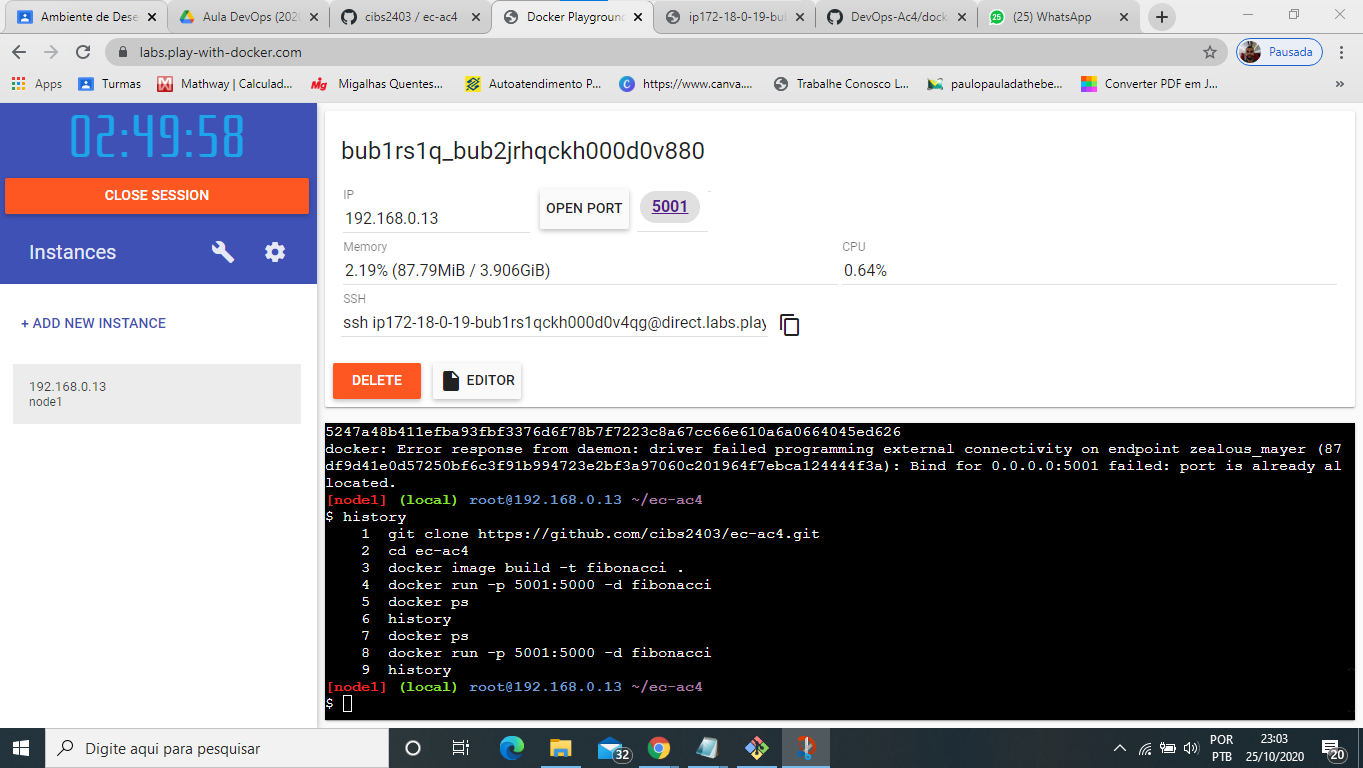 Ambiente de Dese
Aula DevOps (202
cibs2403 / ec-ac4
Docker Playground
ip172-18-0-19-bub
DevOps-Ac4/dock
25
(25) WhatsApp
labs.play-with-docker.com
Pausada
Apps
Turmas
Mathway | Calculad...
Mig
Migalhas Quentes...
Autoatendimento P...
C
https://www.canva....
Trabalhe Conosco L...
paulopauladathebe...
Converter PDF em J...
»
02:49:58
CLOSE SESSION
Instances
+ ADD NEW INSTANCE
192.168.0.13
node1
bub1rs1q_bub2jrhqckh000d0v880
IP
192.168.0.13
OPEN PORT
5001
Memory
2.19% (87.79MiB / 3.906GiB)
CPU
0.64%
SSH
ssh ip172-18-0-19-bub1rs1qckh000d0v4qg@direct.labs.play
DELETE
EDITOR
5247a48b411efba93fbf3376d6f78b7f7223c8a67cc66e610a6a0664045ed626
docker: Error response from daemon: driver failed programming external connectivity on endpoint zealous_mayer (87
df9d41e0d57250bf6c3f91b994723e2bf3a97060c201964f7ebca124444f3a): Bind for 0.0.0.0:5001 failed: port is already al
located.
[node1] (local) root@192.168.0.13 ~/ec-ac4
$ history
1 git clone https://github.com/cibs2403/ec-ac4.git
2 cd ec-ac4
3 docker image build -t fibonacci .
4 docker run -p 5001:5000 -d fibonacci
5 docker ps
6 history
7 docker ps
8 docker run -p 5001:5000 -d fibonacci
9 history
[node1] (local) root@192.168.0.13 ~/ec-ac4
$
Digite aqui para pesquisar
32
POR
PTB
23:03
25/10/2020
20